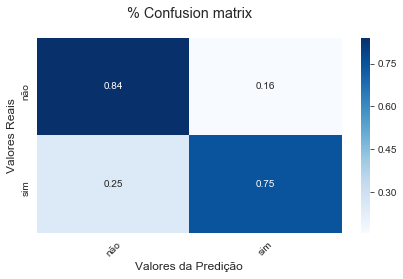 % Confusion matrix
Valores Reais
não
0.84
0.16
sim
0.25
0.75
não
sim
Valores da Predição
0.75
0.60
0.45
0.30